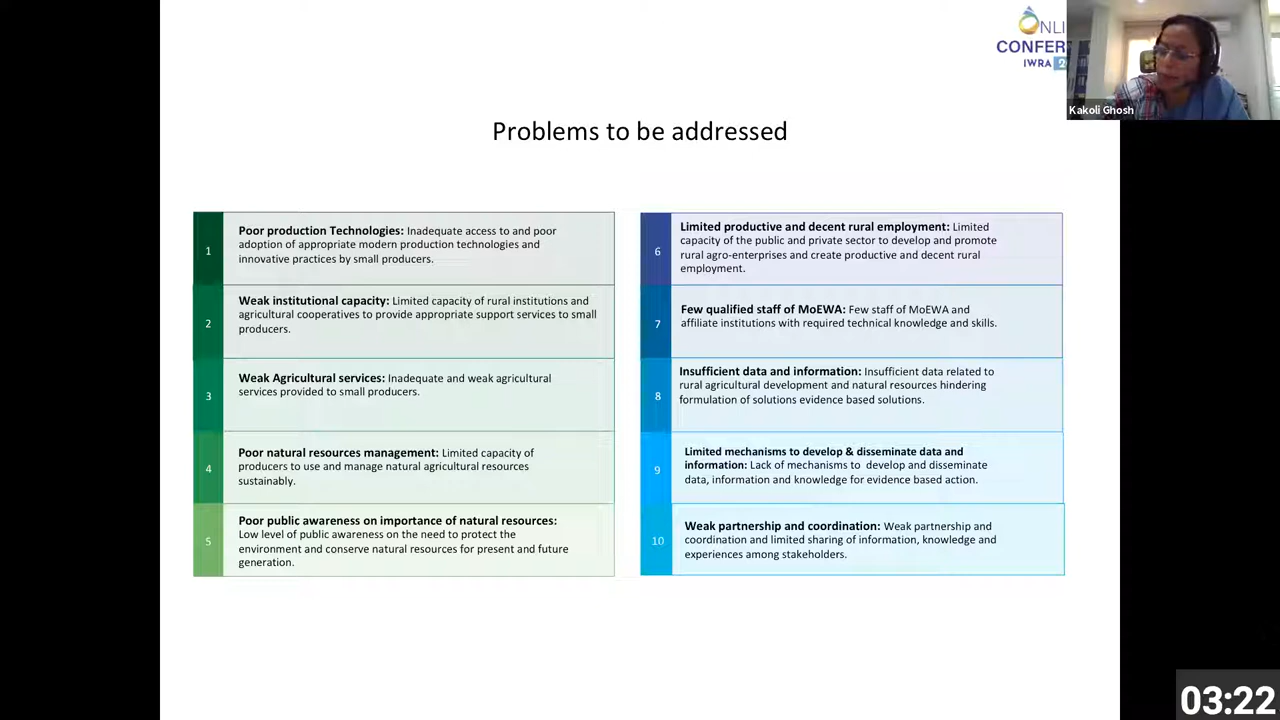 ONLI
CONFER
IWRA 2
Kakoli Ghosh
Problems to be addressed
1
Poor production Technologies: Inadequate access to and poor
adoption of appropriate modern production technologies and
innovative practices by small producers.
2
Weak institutional capacity: Limited capacity of rural institutions and
agricultural cooperatives to provide appropriate support services to small
producers.
3
Weak Agricultural services: Inadequate and weak agricultural
services provided to small producers.
4
Poor natural resources management: Limited capacity of
producers to use and manage natural agricultural resources
sustainably.
5
Poor public awareness on importance of natural resources:
Low level of public awareness on the need to protect the
environment and conserve natural resources for present and future
generation.
6
Limited productive and decent rural employment: Limited
capacity of the public and private sector to develop and promote
rural agro-enterprises and create productive and decent rural
employment.
7
Few qualified staff of MoEWA: Few staff of MoEWA and
affiliate institutions with required technical knowledge and skills.
8
Insufficient data and information: Insufficient data related to
rural agricultural development and natural resources hindering
formulation of solutions evidence based solutions.
9
Limited mechanisms to develop & disseminate data and
information: Lack of mechanisms to develop and disseminate
data, information and knowledge for evidence based action.
10
Weak partnership and coordination: Weak partnership and
coordination and limited sharing of information, knowledge and
experiences among stakeholders.
03:22